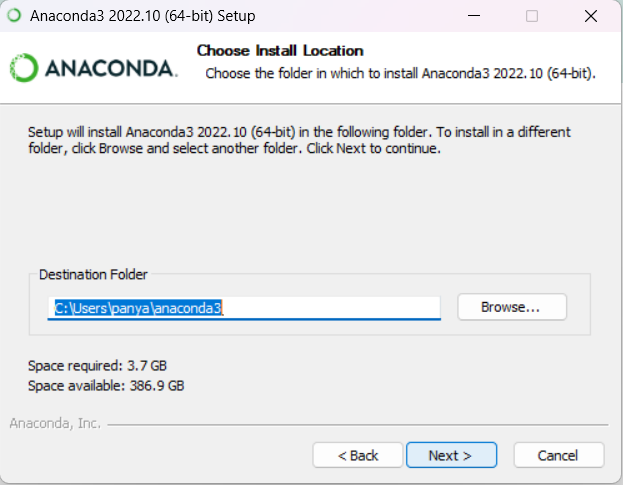 Anaconda3 2022.10 (64-bit) Setup
ANACONDA.
Choose Install Location
Choose the folder in which to install Anaconda3 2022.10 (64-bit).
Setup will install Anaconda3 2022.10 (64-bit) in the following folder. To install in a different
folder, click Browse and select another folder. Click Next to continue.
Destination Folder
C:\Users\panya\anaconda3
Browse...
Space required: 3.7 GB
Space available: 386.9 GB
Anaconda, Inc.
< Back
Next >
Cancel